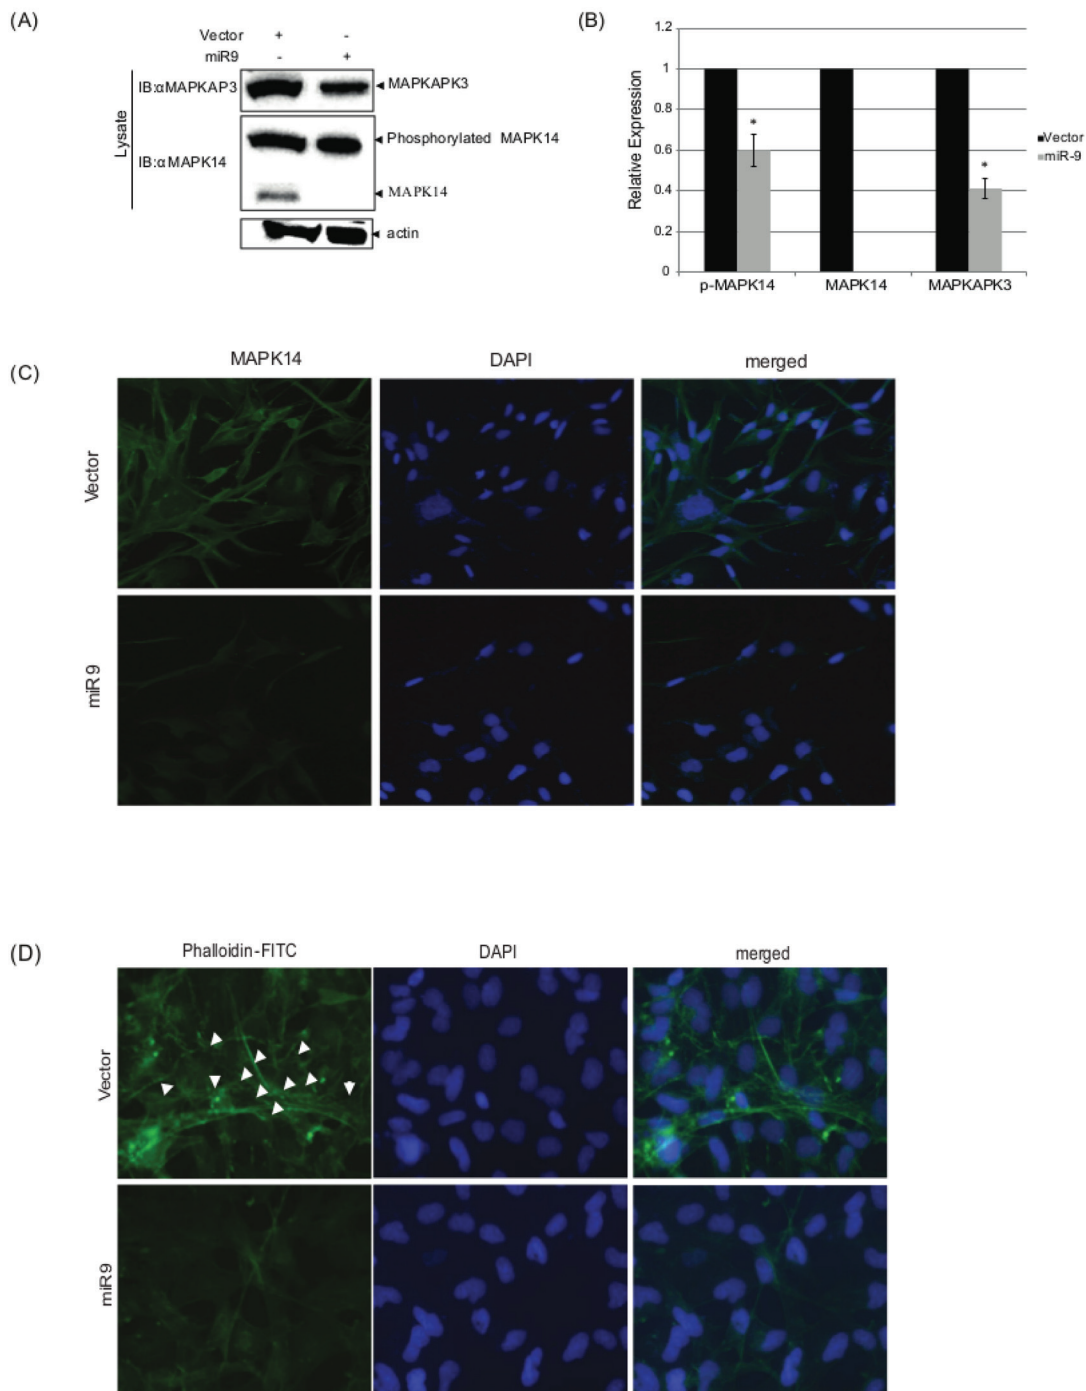 (A)
Vector + -
miR9 - +
Lysate
IB:αMAPKAP3
MAPKAPK3
IB:αMAPK14
Phosphorylated MAPK14
MAPK14
actin
(B)
Relative Expression
1.2
1
0.8
0.6
0.4
0.2
0
*
*
p-MAPK14 MAPK14 MAPKAPK3
Vector
miR-9
(C)
MAPK14 DAPI merged
Vector
miR9
(D)
Phalloidin-FITC DAPI merged
Vector
miR9